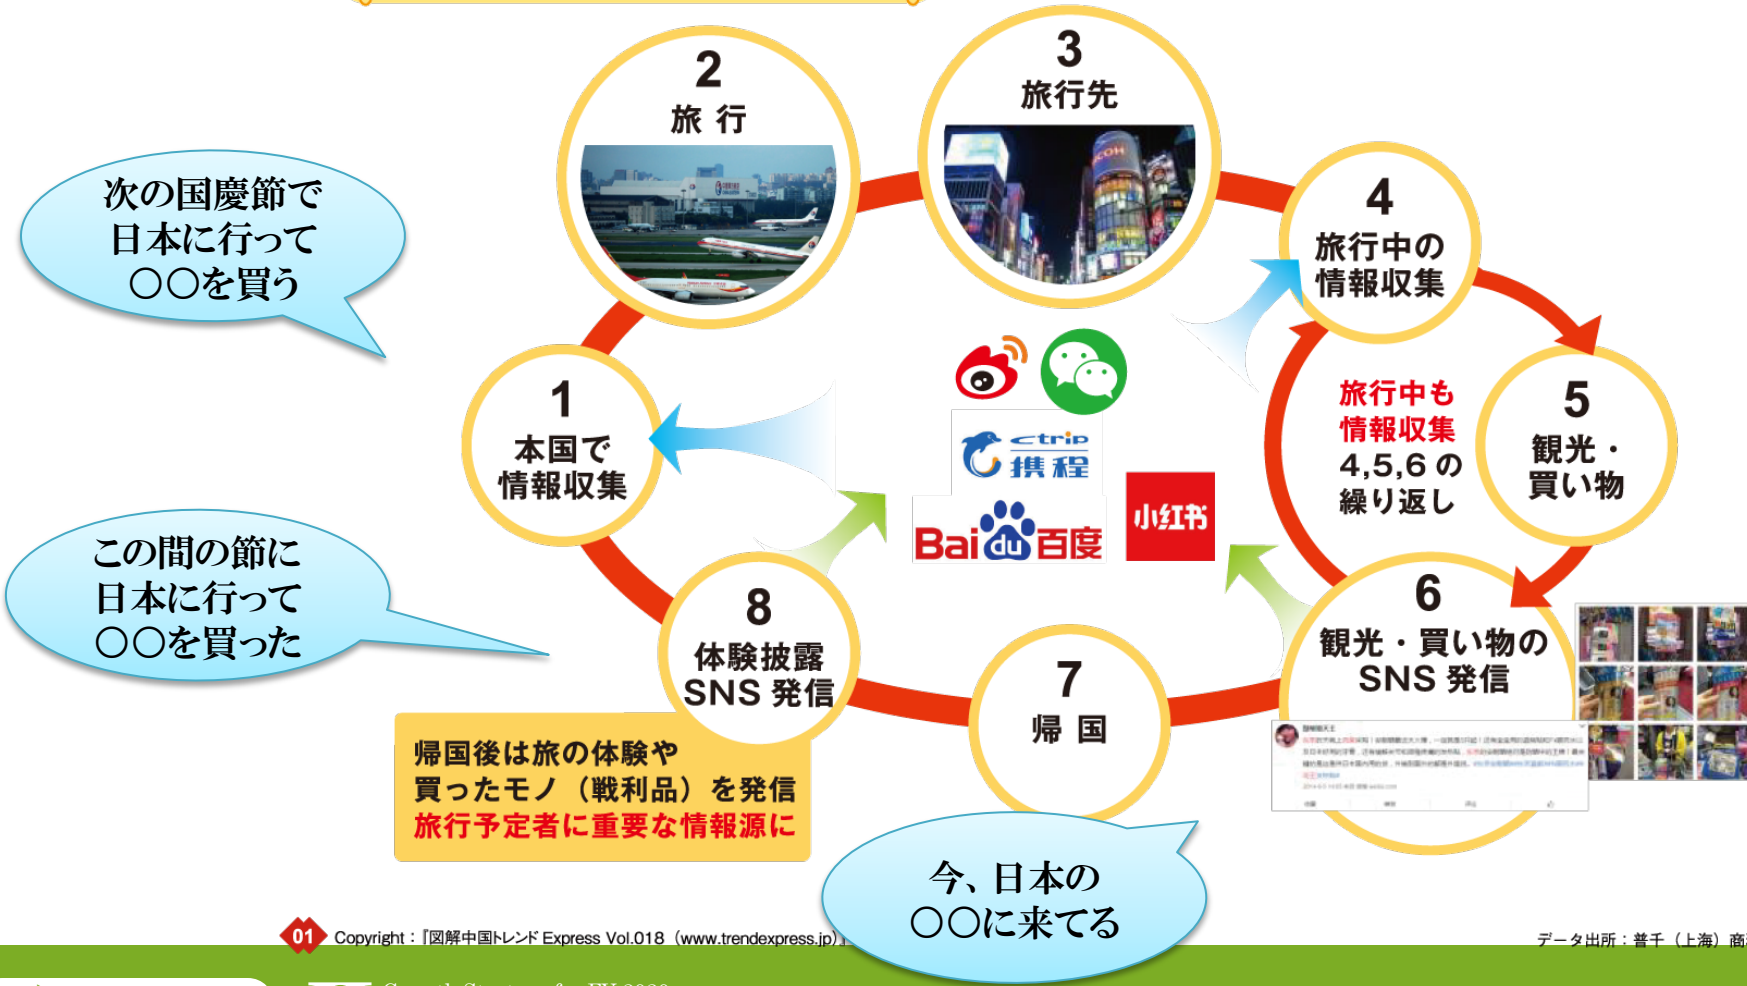 2
旅 行
3
旅行先
RICOH
4
旅行中の
情報収集
次の国慶節で
日本に行って
〇〇を買う
1
本国で
情報収集
ctrip
携程
Bai du 百度
小红书
旅行中も
情報収集
4,5,6 の
繰り返し
5
観光・
買い物
この間の節に
日本に行って
〇〇を買った
8
体験披露
SNS 発信
7
帰 国
6
観光・買い物の
SNS 発信
帰国後は旅の体験や
買ったモノ（戦利品）を発信
旅行予定者に重要な情報源に
今、日本の
〇〇に来てる
01 Copyright：『図解中国トレンド Express Vol.018（www.trendexpress.jp）』
データ出所：普千（上海）商